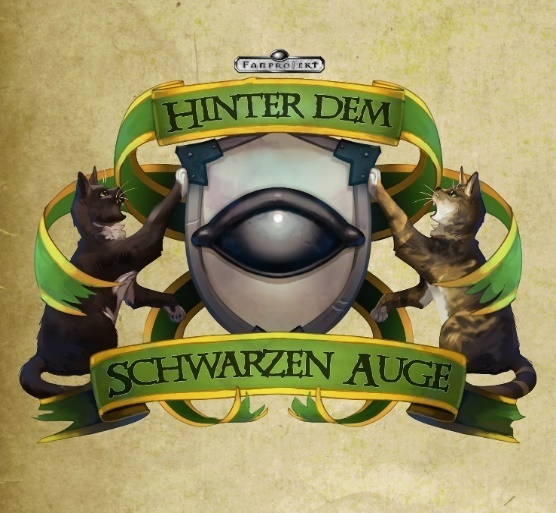 FANPROJEKT
HINTER DEM
SCHWARZEN AUGE